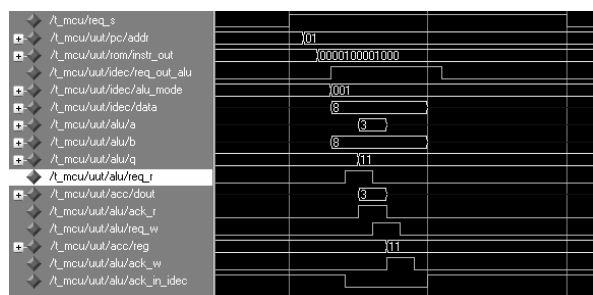 /t_mcu/req_s
/t_mcu/uut/pc/addr 01
/t_mcu/uut/rom/instr_out 0000100001000
/t_mcu/uut/idec/req_out_alu
/t_mcu/uut/idec/alu_mode 001
/t_mcu/uut/idec/data 8
/t_mcu/uut/alu/a 3
/t_mcu/uut/alu/b 8
/t_mcu/uut/alu/q 11
/t_mcu/uut/alu/req_r
/t_mcu/uut/acc/dout 3
/t_mcu/uut/alu/ack_r
/t_mcu/uut/alu/req_w
/t_mcu/uut/acc/reg 11
/t_mcu/uut/alu/ack_w
/t_mcu/uut/alu/ack_in_idec